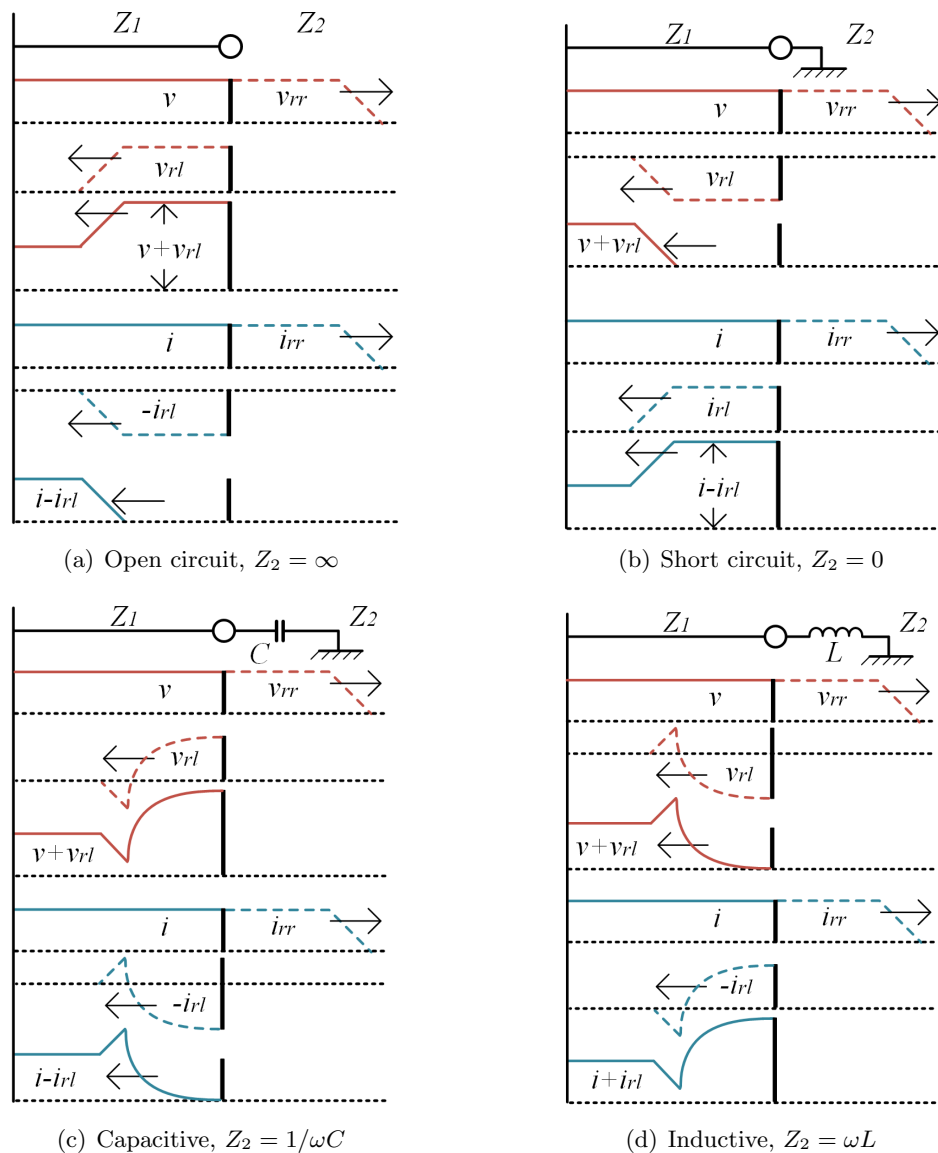 Z1 Z2
v vrr
vrl
v+vrl
i irr
-irl
i-irl
(a) Open circuit, Z2 = ∞
Z1 Z2
v vrr
vrl
v+vrl
i irr
irl
i-irl
(b) Short circuit, Z2 = 0
Z1 Z2
C
v vrr
vrl
v+vrl
i irr
-irl
i-irl
(c) Capacitive, Z2 = 1/ωC
Z1 Z2
L
v vrr
vrl
v+vrl
i irr
-irl
i+irl
(d) Inductive, Z2 = ωL